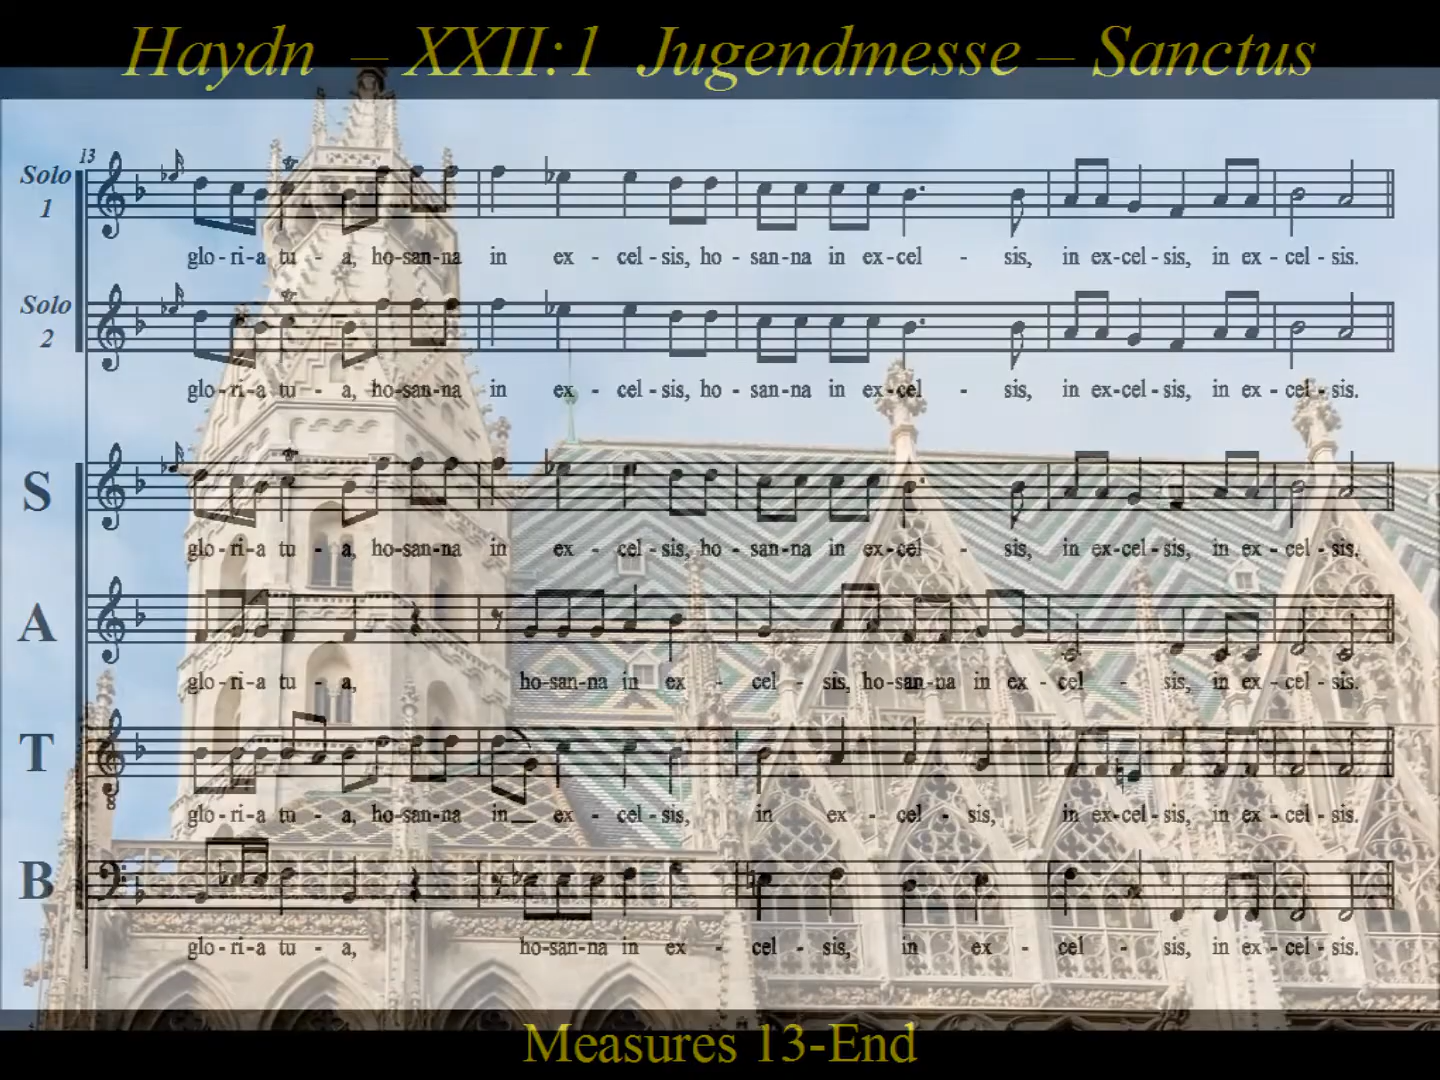 Haydn – XXII:1 Jugendmesse – Sanctus
13
Solo
1
glo - ri - a tu - a, ho-san-na in ex - cel - sis, ho - san-na in ex-cel - sis, in ex-cel - sis, in ex - cel - sis.
Solo
2
glo - ri - a tu - a, ho-san-na in ex - cel - sis, ho - san-na in ex-cel - sis, in ex-cel - sis, in ex - cel - sis.
S
glo - ri - a tu - a, ho-san-na in ex - cel - sis, ho - san-na in ex-cel - sis, in ex-cel - sis, in ex - cel - sis.
A
glo - ri - a tu - a, ho-san-na in ex - cel - sis, ho-san-na in ex - cel - sis, in ex - cel - sis.
T
8
glo - ri - a tu - a, ho-san-na in__ ex - cel - sis, in ex - cel - sis, in ex-cel - sis, in ex - cel - sis.
B
glo - ri - a tu - a, ho-san-na in ex - cel - sis, in ex - cel - sis, in ex - cel - sis.
Measures 13-End